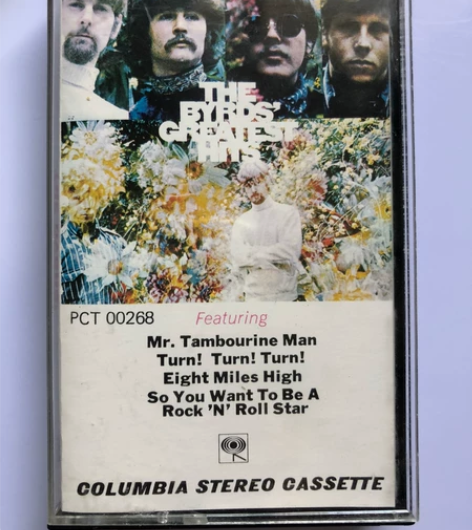 THE
BYRDS'
GREATEST
HITS
PCT 00268 Featuring
Mr. Tambourine Man
Turn! Turn! Turn!
Eight Miles High
So You Want To Be A
Rock 'N' Roll Star
COLUMBIA STEREO CASSETTE